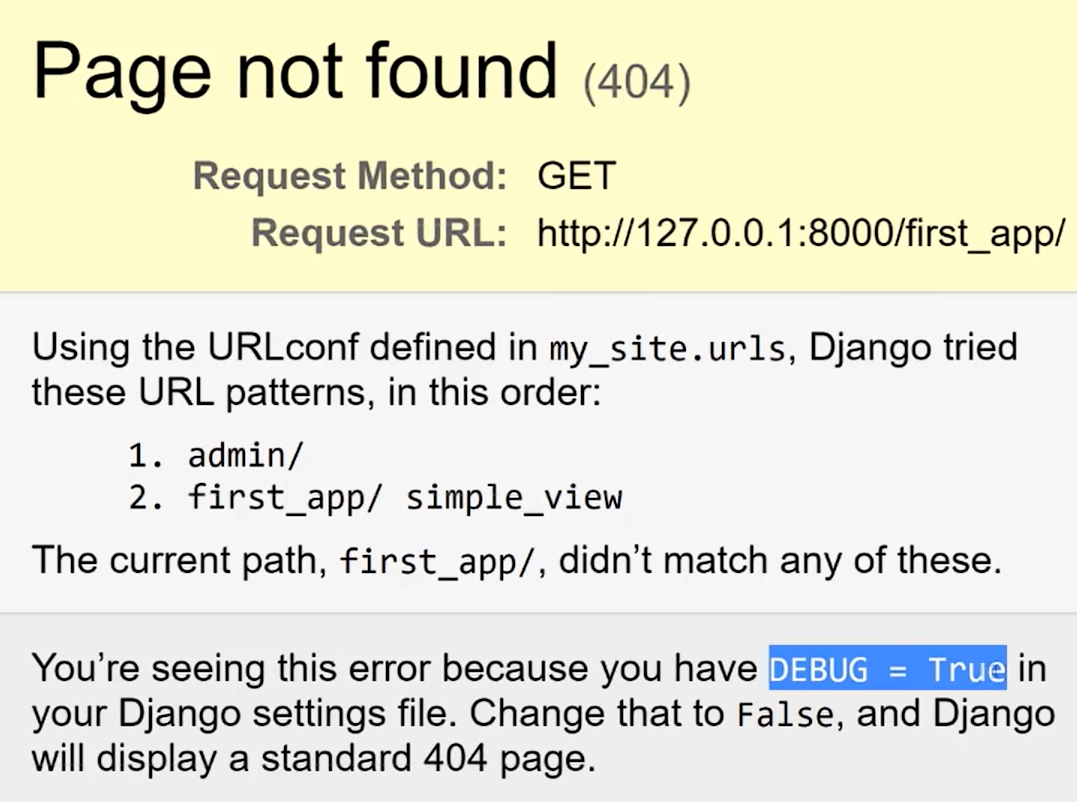 Page not found (404)
Request Method: GET
Request URL: http://127.0.0.1:8000/first_app/
Using the URLconf defined in my_site.urls, Django tried
these URL patterns, in this order:
1. admin/
2. first_app/ simple_view
The current path, first_app/, didn’t match any of these.
You’re seeing this error because you have DEBUG = True in
your Django settings file. Change that to False, and Django
will display a standard 404 page.